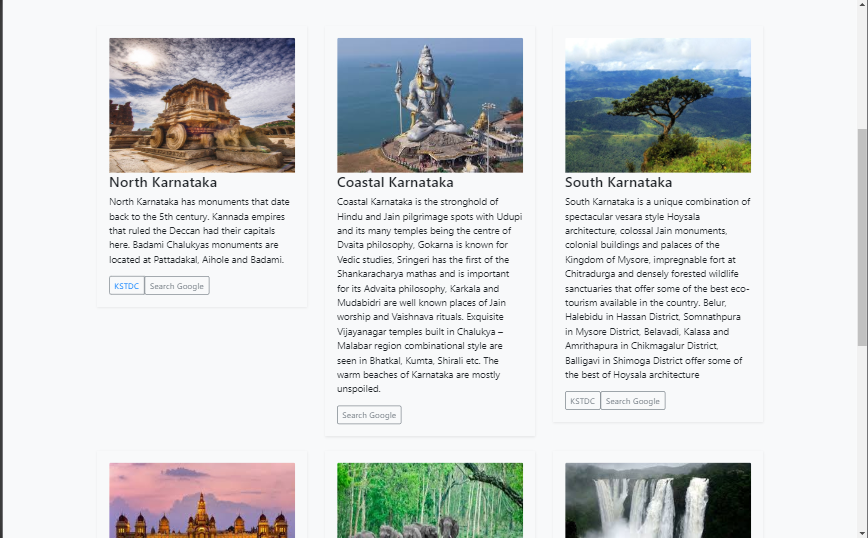 North Karnataka
North Karnataka has monuments that date
back to the 5th century. Kannada empires
that ruled the Deccan had their capitals
here. Badami Chalukyas monuments are
located at Pattadakal, Aihole and Badami.
KSTDC Search Google
Coastal Karnataka
Coastal Karnataka is the stronghold of
Hindu and Jain pilgrimage spots with Udupi
and its many temples being the centre of
Dvaita philosophy, Gokarna is known for
Vedic studies, Sringeri has the first of the
Shankaracharya mathas and is important
for its Advaita philosophy, Karkala and
Mudabidri are well known places of Jain
worship and Vaishnava rituals. Exquisite
Vijayanagar temples built in Chalukya –
Malabar region combinational style are
seen in Bhatkal, Kumta, Shirali etc. The
warm beaches of Karnataka are mostly
unspoiled.
Search Google
South Karnataka
South Karnataka is a unique combination of
spectacular vesara style Hoysala
architecture, colossal Jain monuments,
colonial buildings and palaces of the
Kingdom of Mysore, impregnable fort at
Chitradurga and densely forested wildlife
sanctuaries that offer some of the best eco-
tourism available in the country. Belur,
Halebidu in Hassan District, Somnathpura
in Mysore District, Belavadi, Kalasa and
Amrithapura in Chikmagalur District,
Balligavi in Shimoga District offer some of
the best of Hoysala architecture
KSTDC Search Google